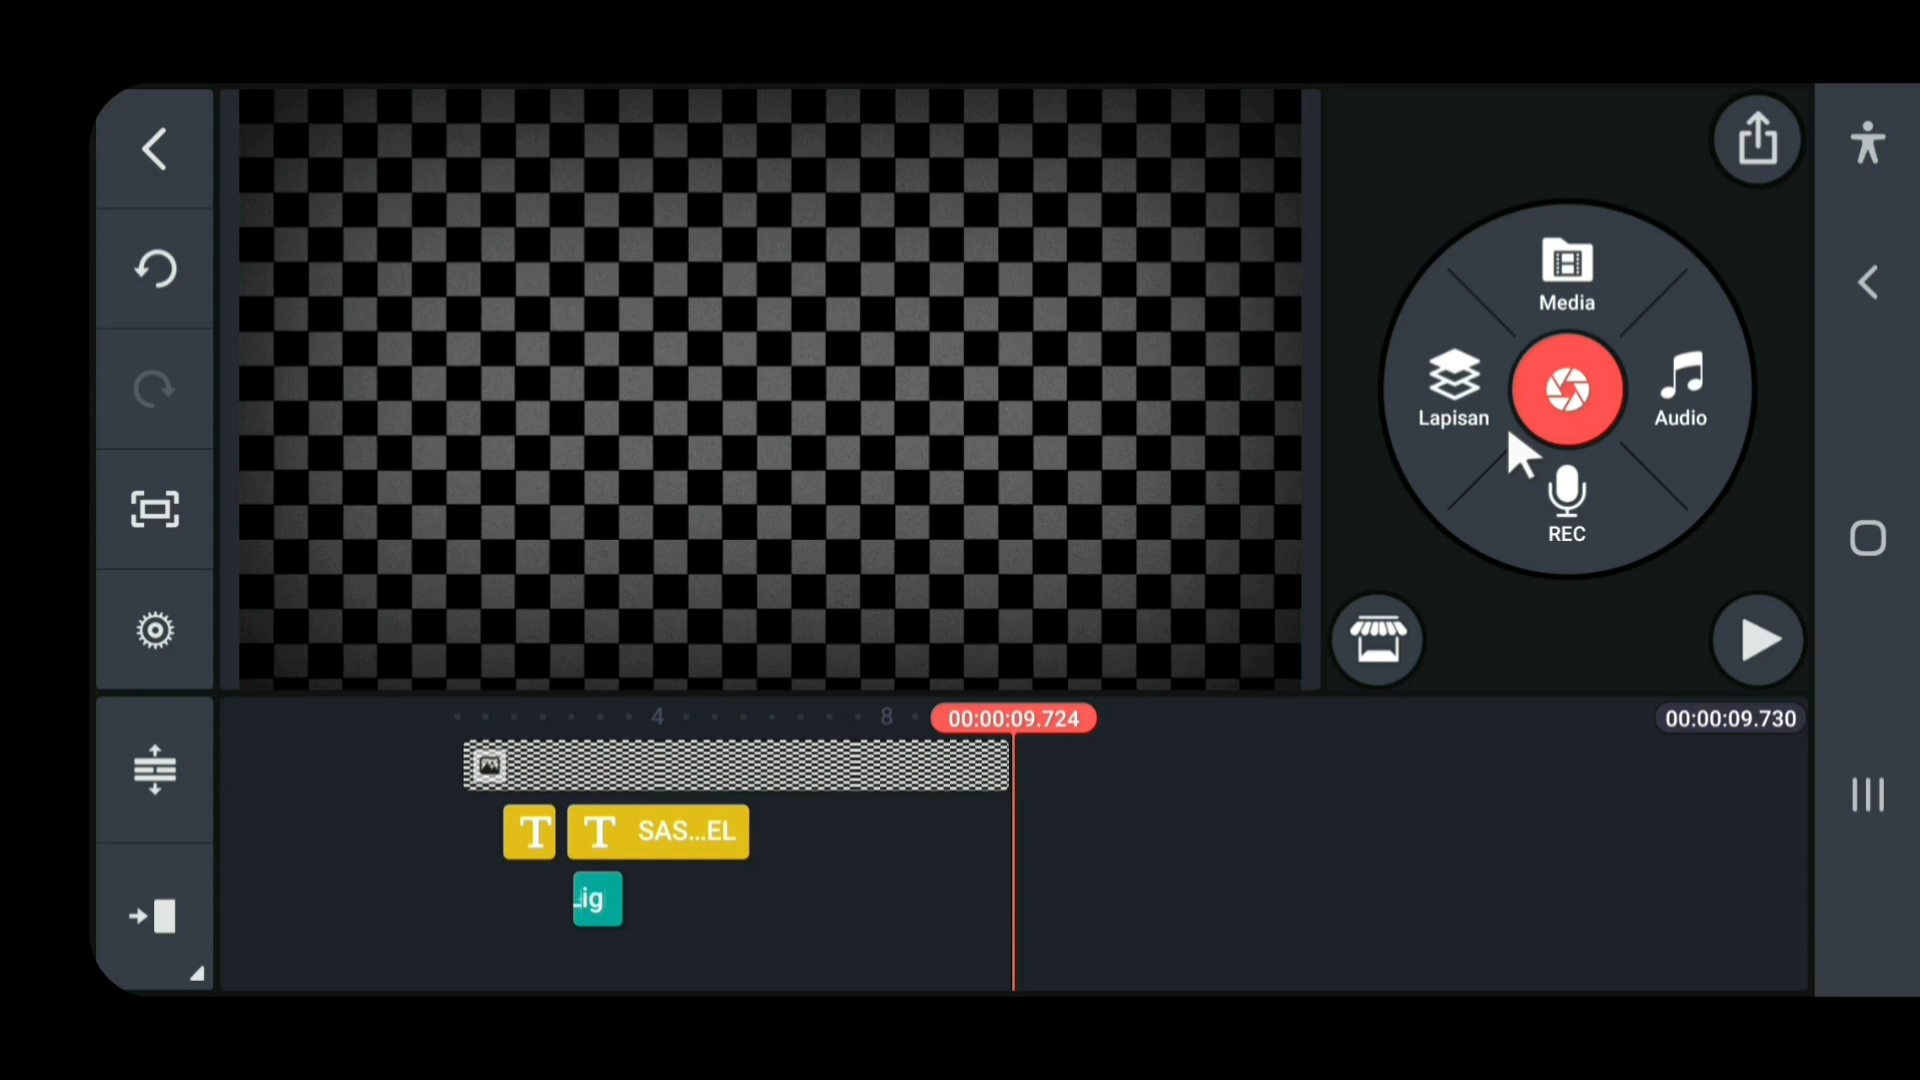 Media
Lapisan
Audio
REC
4
8
00:00:09.724
00:00:09.730
T
T SAS...EL
ig